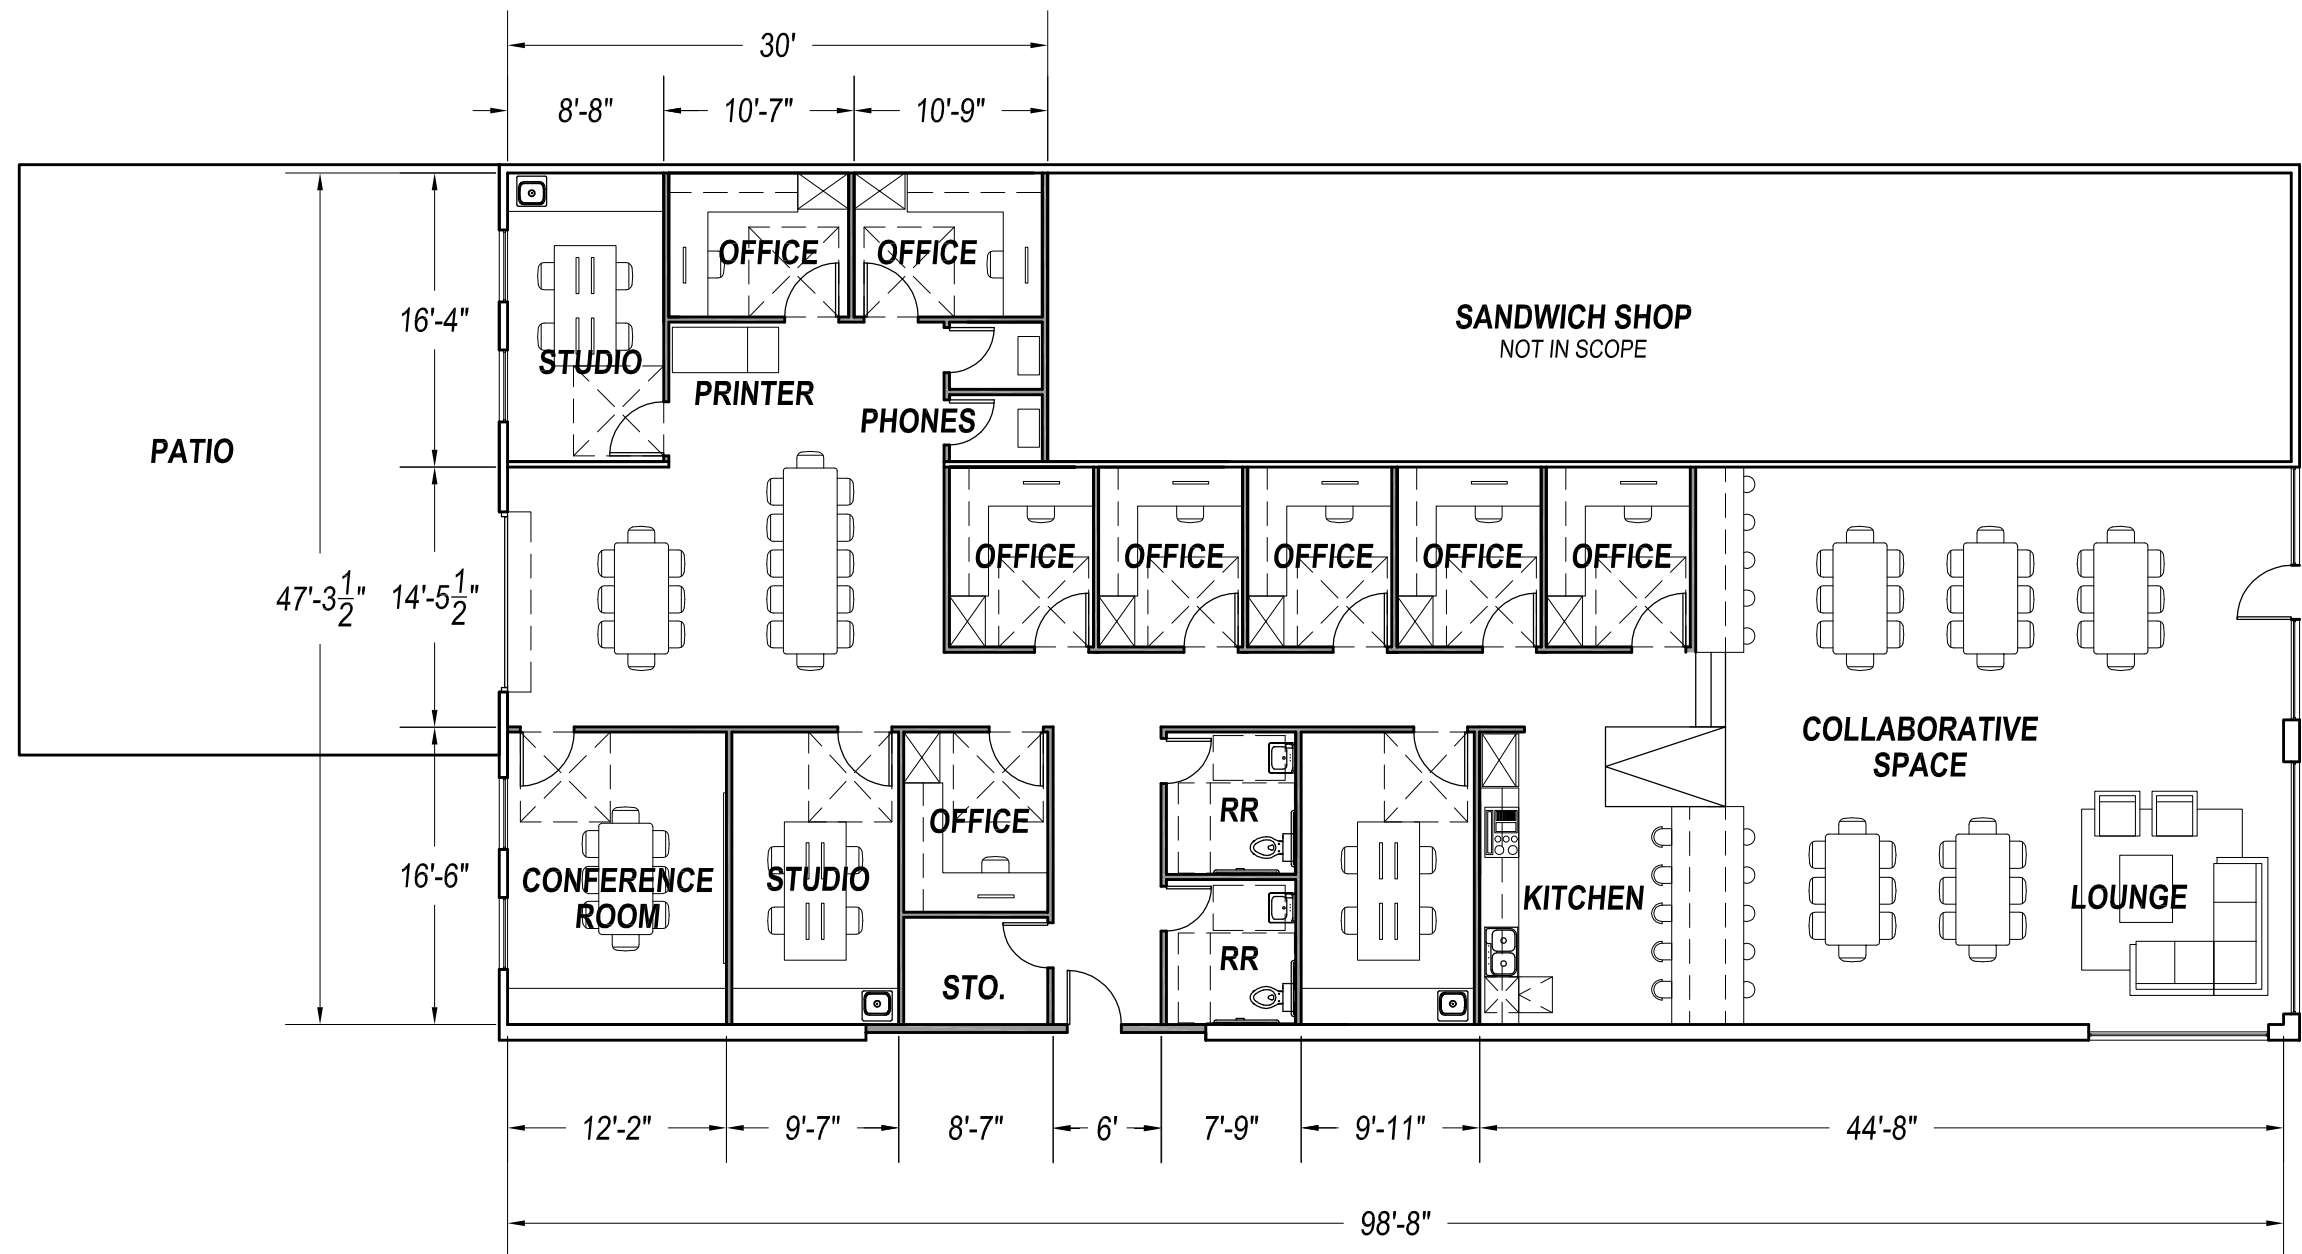 30'
8'-8" 10'-7" 10'-9"
OFFICE OFFICE
SANDWICH SHOP
NOT IN SCOPE
16'-4"
STUDIO
PRINTER
PHONES
PATIO
OFFICE OFFICE OFFICE OFFICE OFFICE
47'-3 1/2" 14'-5 1/2"
COLLABORATIVE
SPACE
RR
OFFICE
16'-6"
CONFERENCE
ROOM
STUDIO
KITCHEN
LOUNGE
RR
STO.
12'-2" 9'-7" 8'-7" 6' 7'-9" 9'-11" 44'-8"
98'-8"